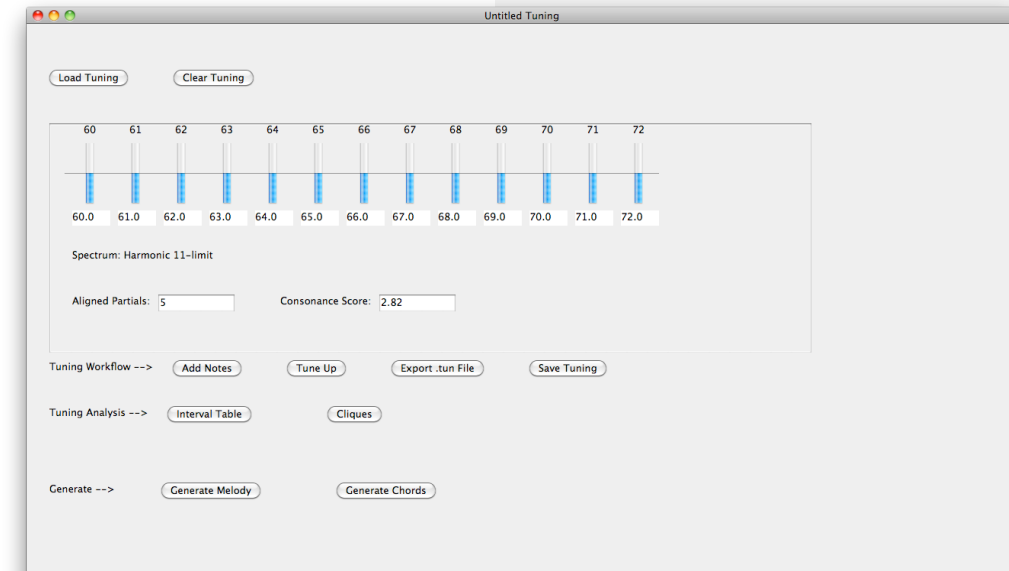 Untitled Tuning
Load Tuning Clear Tuning
60 61 62 63 64 65 66 67 68 69 70 71 72
60.0 61.0 62.0 63.0 64.0 65.0 66.0 67.0 68.0 69.0 70.0 71.0 72.0
Spectrum: Harmonic 11-limit
Aligned Partials: 5 Consonance Score: 2.82
Tuning Workflow --> Add Notes Tune Up Export .tun File Save Tuning
Tuning Analysis --> Interval Table Cliques
Generate --> Generate Melody Generate Chords